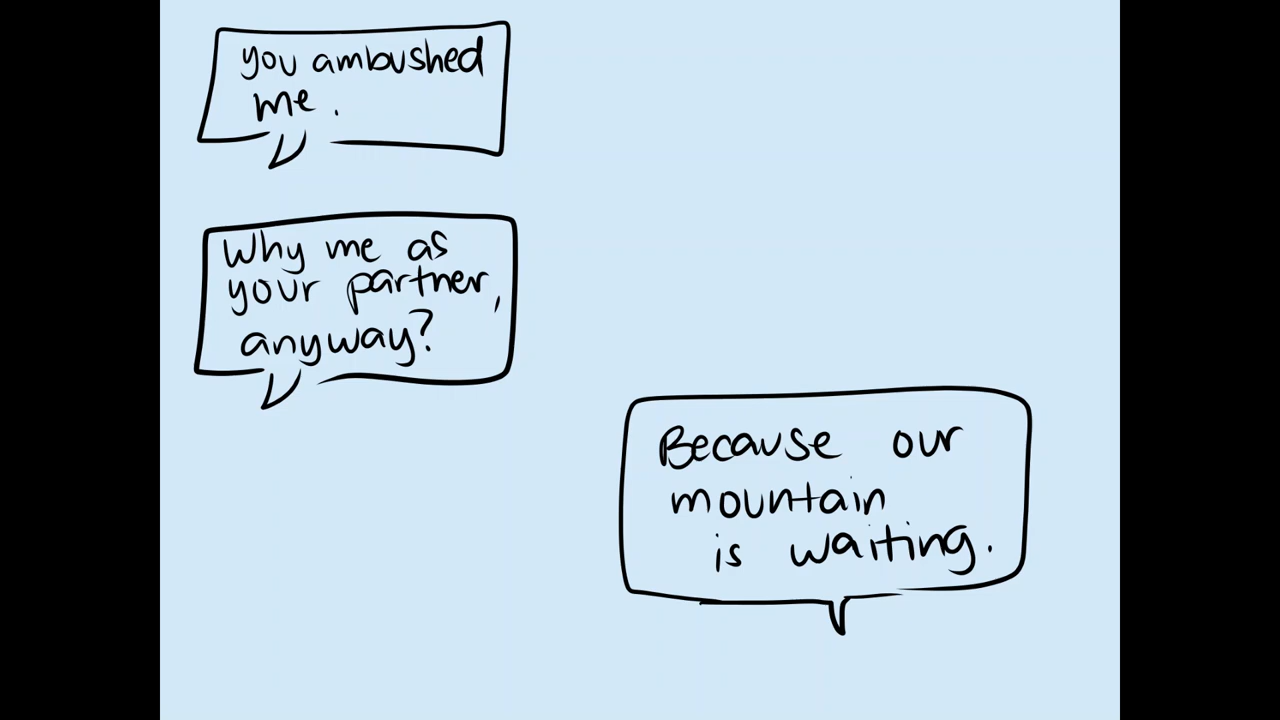 you ambushed
me.
Why me as
your partner,
anyway?
Because our
mountain
is waiting.